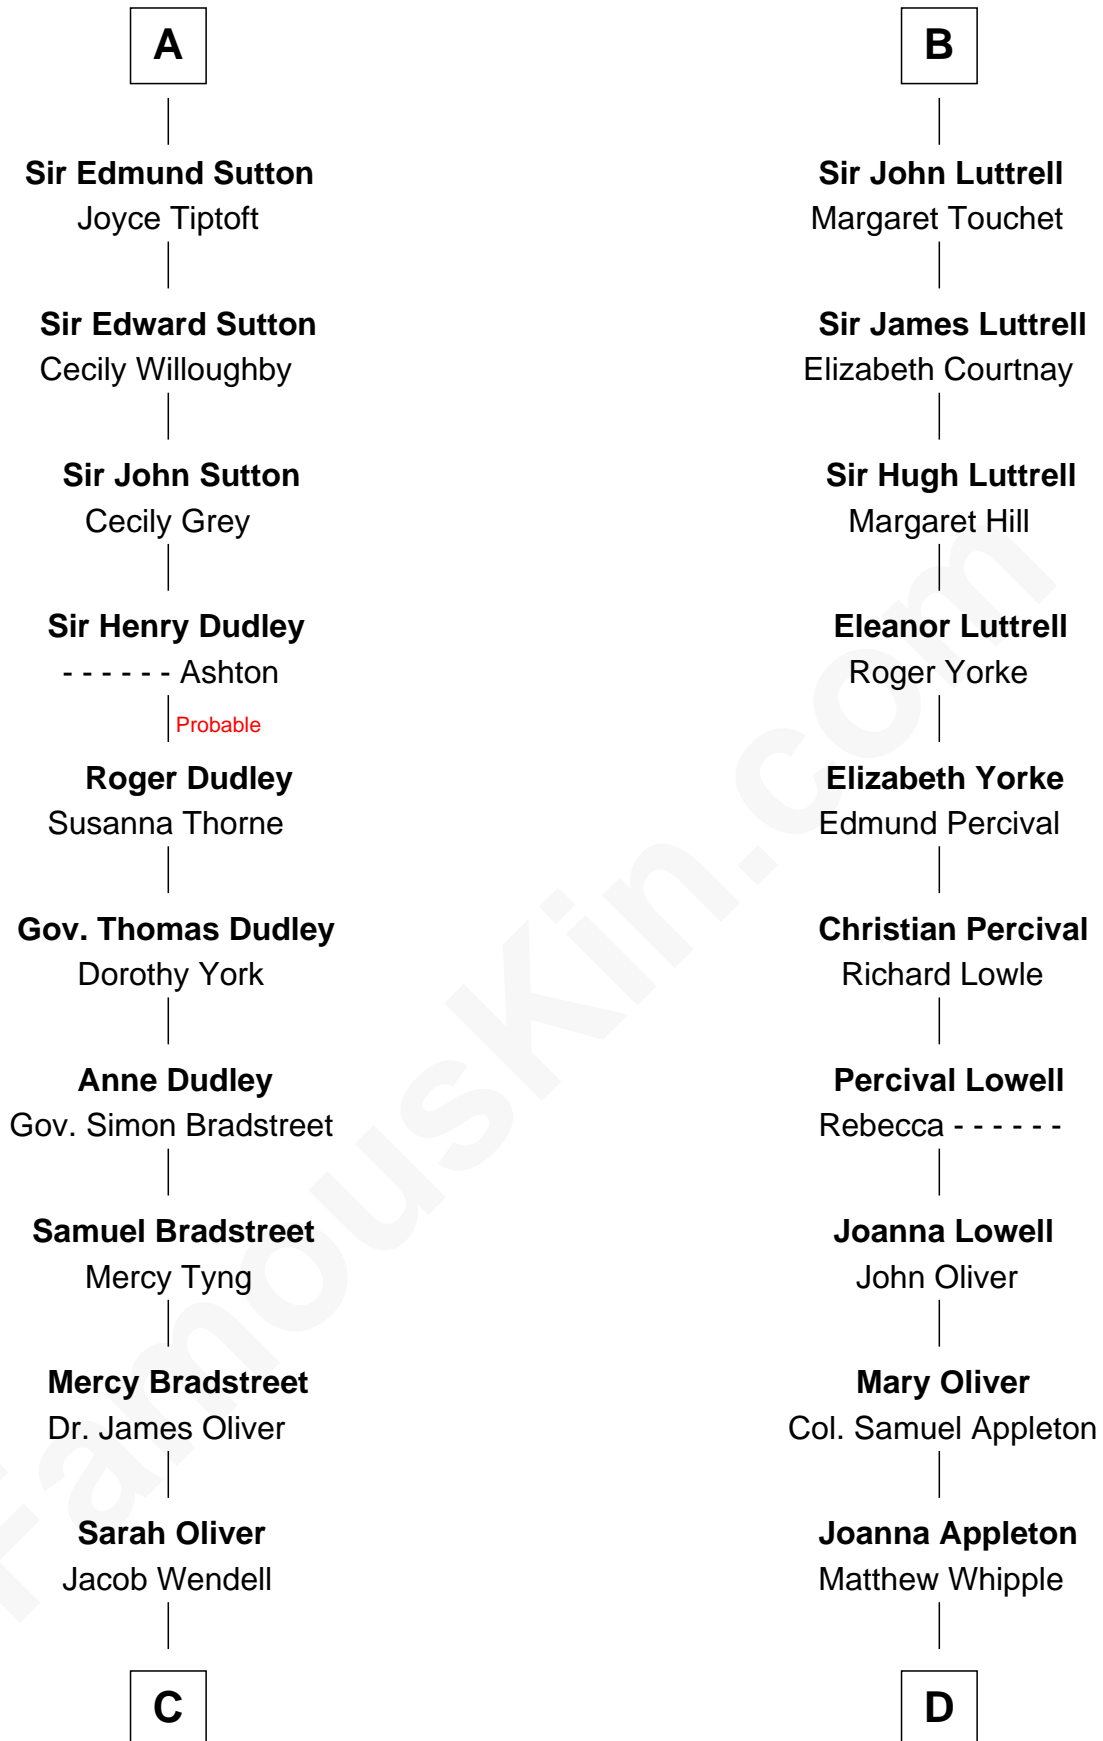 A
Sir Edmund Sutton
Joyce Tiptoft
Sir Edward Sutton
Cecily Willoughby
Sir John Sutton
Cecily Grey
Sir Henry Dudley
- - - - - - Ashton
Probable
Roger Dudley
Susanna Thorne
Gov. Thomas Dudley
Dorothy York
Anne Dudley
Gov. Simon Bradstreet
Samuel Bradstreet
Mercy Tyng
Mercy Bradstreet
Dr. James Oliver
Sarah Oliver
Jacob Wendell
C
B
Sir John Luttrell
Margaret Touchet
Sir James Luttrell
Elizabeth Courtnay
Sir Hugh Luttrell
Margaret Hill
Eleanor Luttrell
Roger Yorke
Elizabeth Yorke
Edmund Percival
Christian Percival
Richard Lowle
Percival Lowell
Rebecca - - - - - -
Joanna Lowell
John Oliver
Mary Oliver
Col. Samuel Appleton
Joanna Appleton
Matthew Whipple
D
FamousKin.com